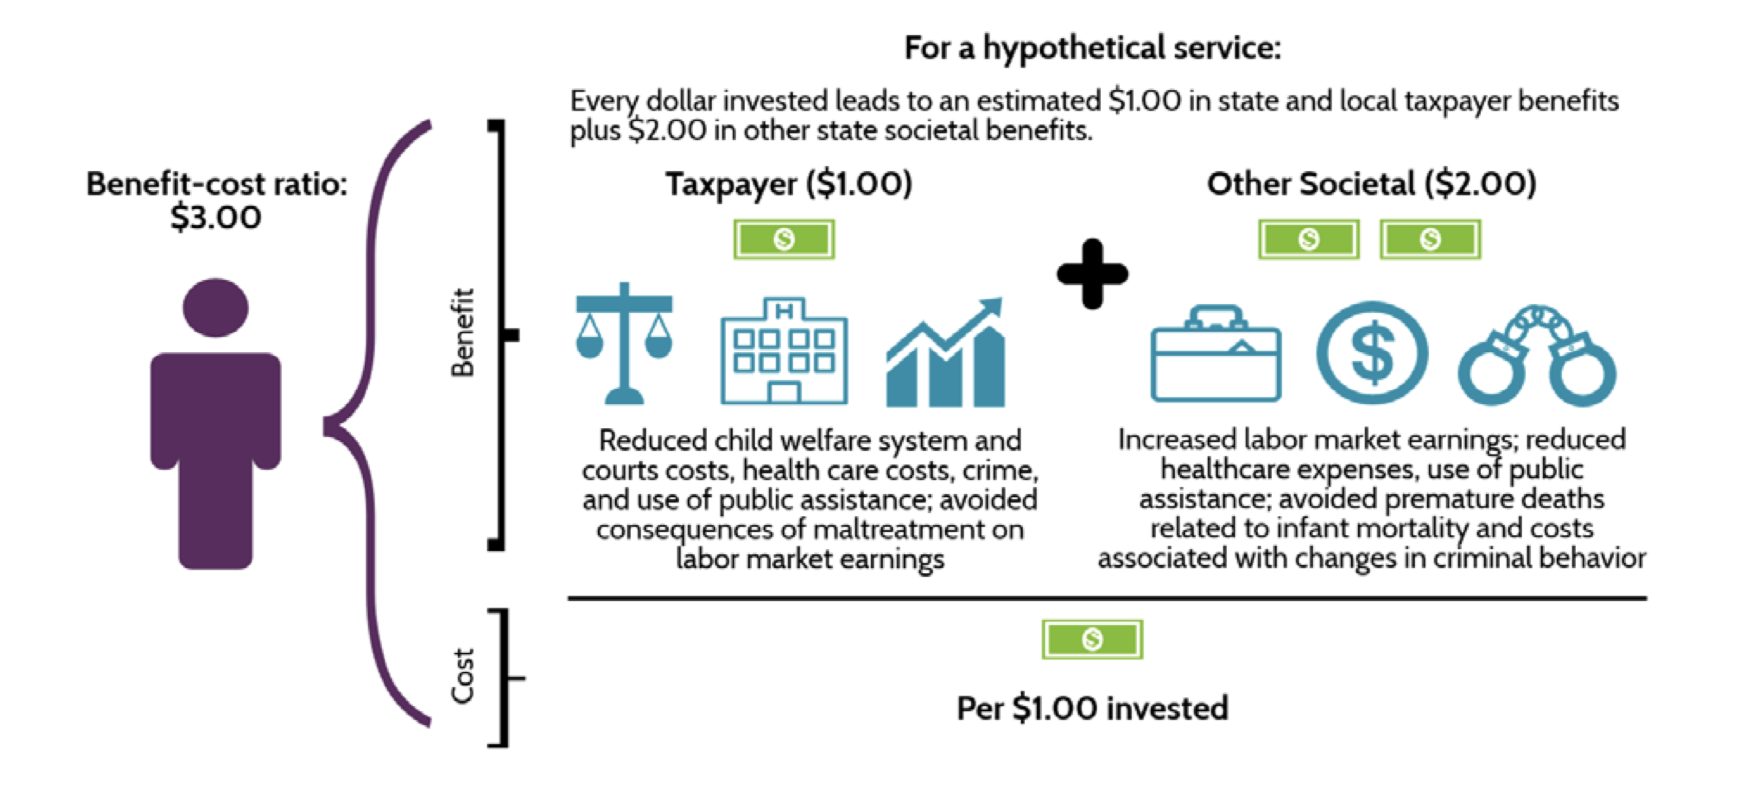 For a hypothetical service:
Every dollar invested leads to an estimated $1.00 in state and local taxpayer benefits
plus $2.00 in other state societal benefits.
Benefit-cost ratio:
$3.00
Benefit
Taxpayer ($1.00)
$
H
Reduced child welfare system and
courts costs, health care costs, crime,
and use of public assistance; avoided
consequences of maltreatment on
labor market earnings
Other Societal ($2.00)
$ $
$
Increased labor market earnings; reduced
healthcare expenses, use of public
assistance; avoided premature deaths
related to infant mortality and costs
associated with changes in criminal behavior
Cost
$
Per $1.00 invested